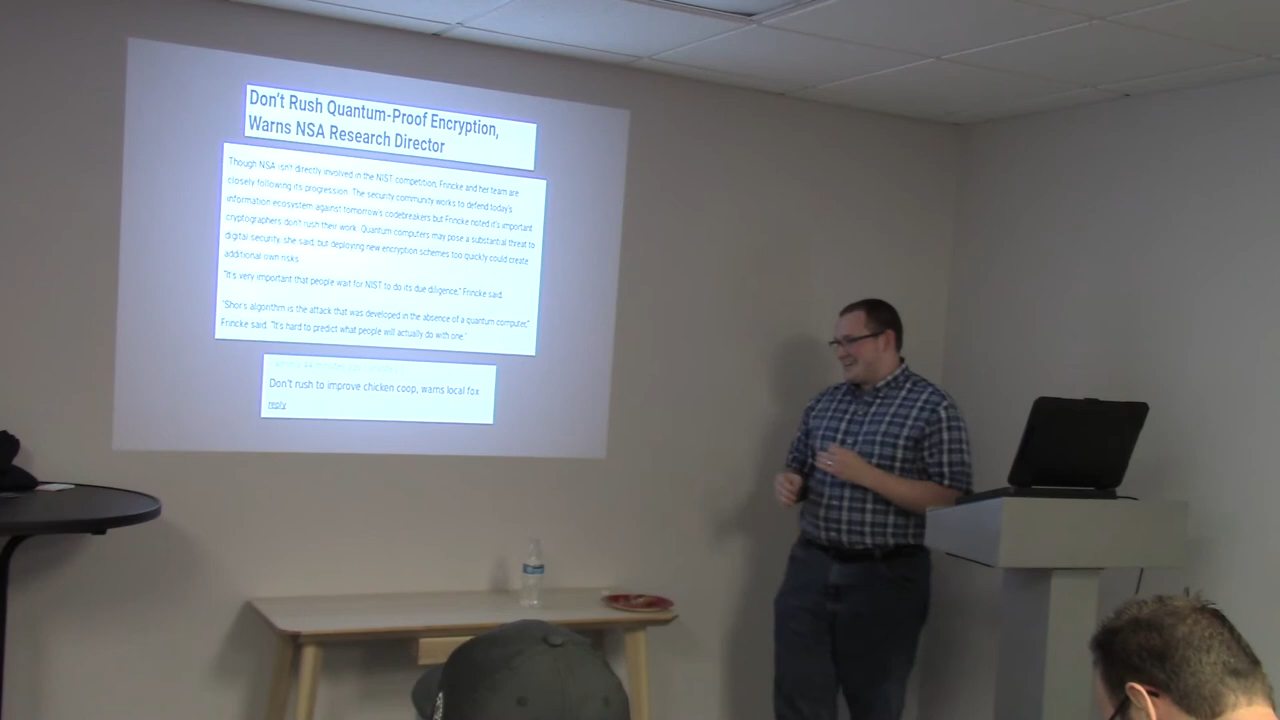 Don't Rush Quantum-Proof Encryption,
Warns NSA Research Director
Though NSA isn't directly involved in the NIST competition, Frincke and her team are
closely following its progression. The security community works to defend today's
information ecosystem against tomorrow's codebreakers but Frincke noted it's important
cryptographers don't rush their work. Quantum computers may pose a substantial threat to
digital security, she said, but deploying new encryption schemes too quickly could create
additional own risks.
"It's very important that people wait for NIST to do its due diligence," Frincke said.
"Shor's algorithm is the attack that was developed in the absence of a quantum computer,"
Frincke said. "It's hard to predict what people will actually do with one."
Don't rush to improve chicken coop, warns local fox
reply